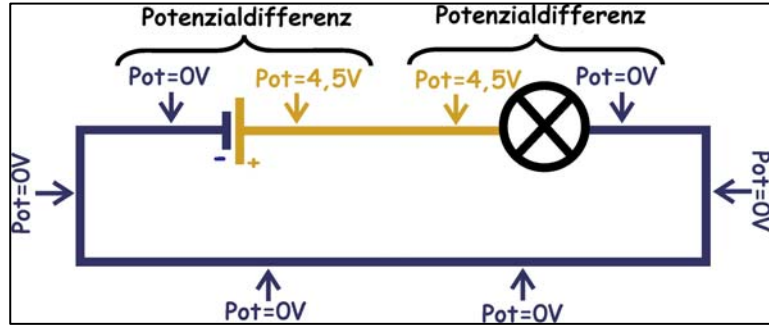 Potenzialdifferenz Potenzialdifferenz
Pot=0V Pot=4,5V Pot=4,5V Pot=0V
- +
Pot=0V Pot=0V
Pot=0V Pot=0V